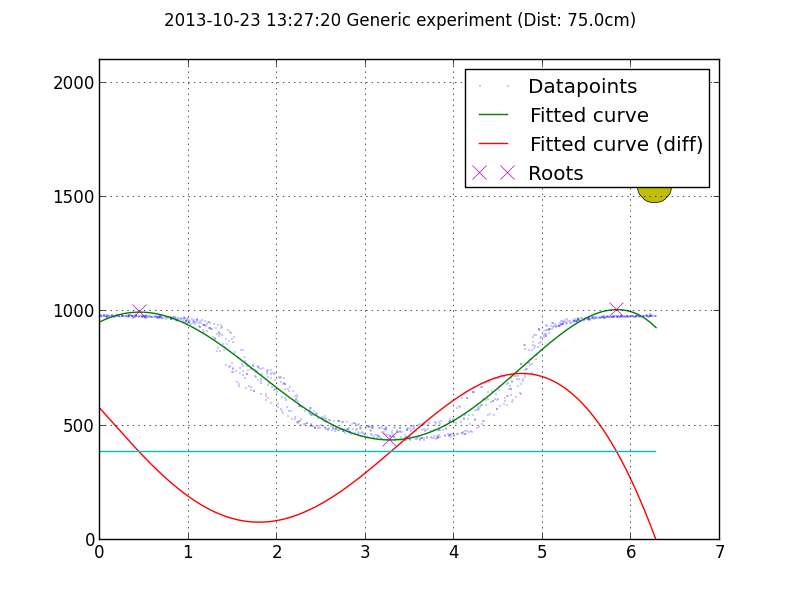 2013-10-23 13:27:20 Generic experiment (Dist: 75.0cm)
2000
1500
1000
500
0
Datapoints
Fitted curve
Fitted curve (diff)
Roots
0 1 2 3 4 5 6 7